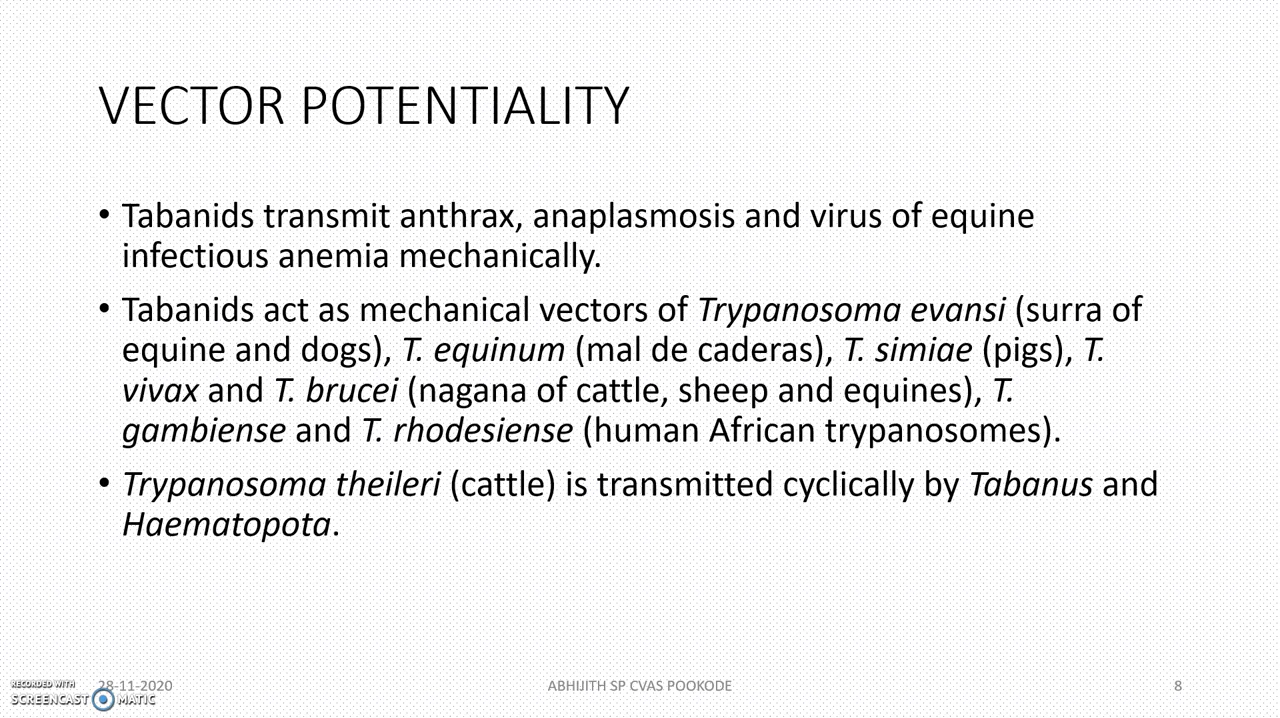 VECTOR POTENTIALITY
• Tabanids transmit anthrax, anaplasmosis and virus of equine
infectious anemia mechanically.
• Tabanids act as mechanical vectors of Trypanosoma evansi (surra of
equine and dogs), T. equinum (mal de caderas), T. simiae (pigs), T.
vivax and T. brucei (nagana of cattle, sheep and equines), T.
gambiense and T. rhodesiense (human African trypanosomes).
• Trypanosoma theileri (cattle) is transmitted cyclically by Tabanus and
Haematopota.
28-11-2020
ABHIJITH SP CVAS POOKODE
8
RECORDED WITH
SCREENCAST MATIC